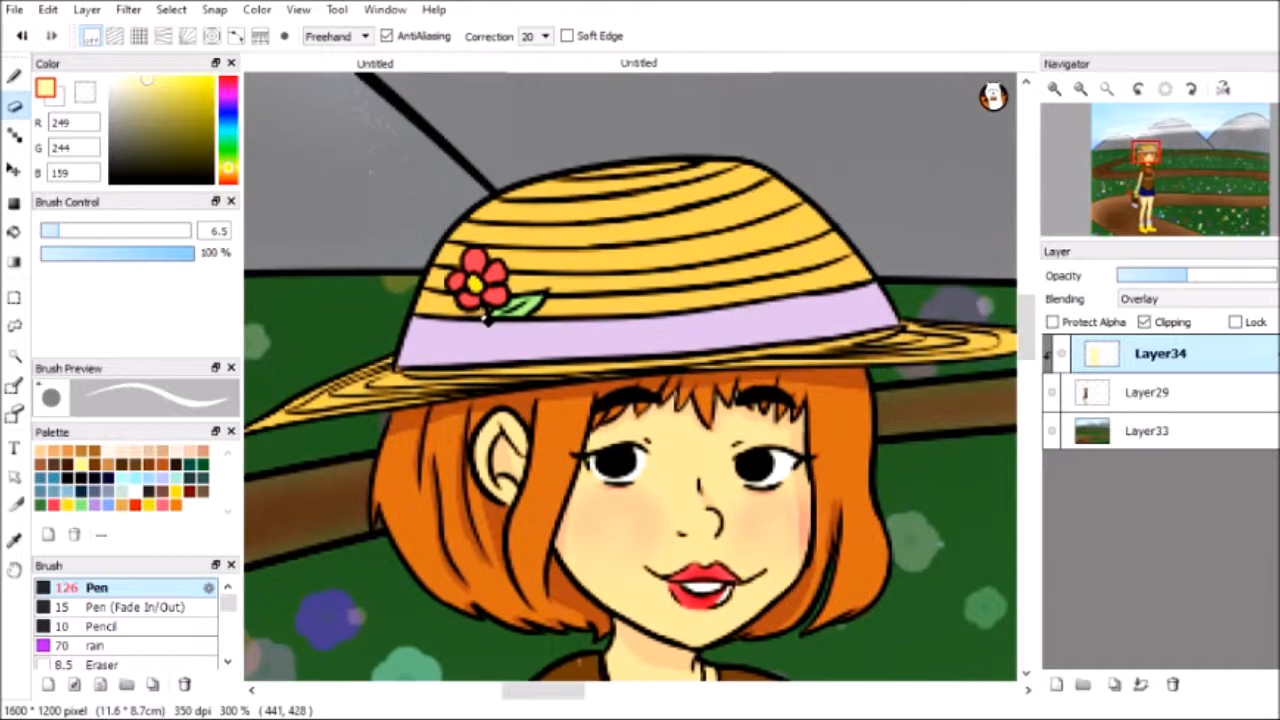 File Edit Layer Filter Select Snap Color View Tool Window Help
OFF Freehand AntiAliasing Correction 20 Soft Edge
Color
Untitled Untitled
Navigator
R 249
G 244
B 159
Brush Control
6.5
100 %
Layer
Opacity
Blending Overlay
Protect Alpha Clipping Lock
Layer34
Layer29
Layer33
Brush Preview
Palette
---
Brush
126 Pen
15 Pen (Fade In/Out)
10 Pencil
70 rain
8.5 Eraser
1600 * 1200 pixel (11.6 * 8.7cm) 350 dpi 300 % ( 441, 428 )